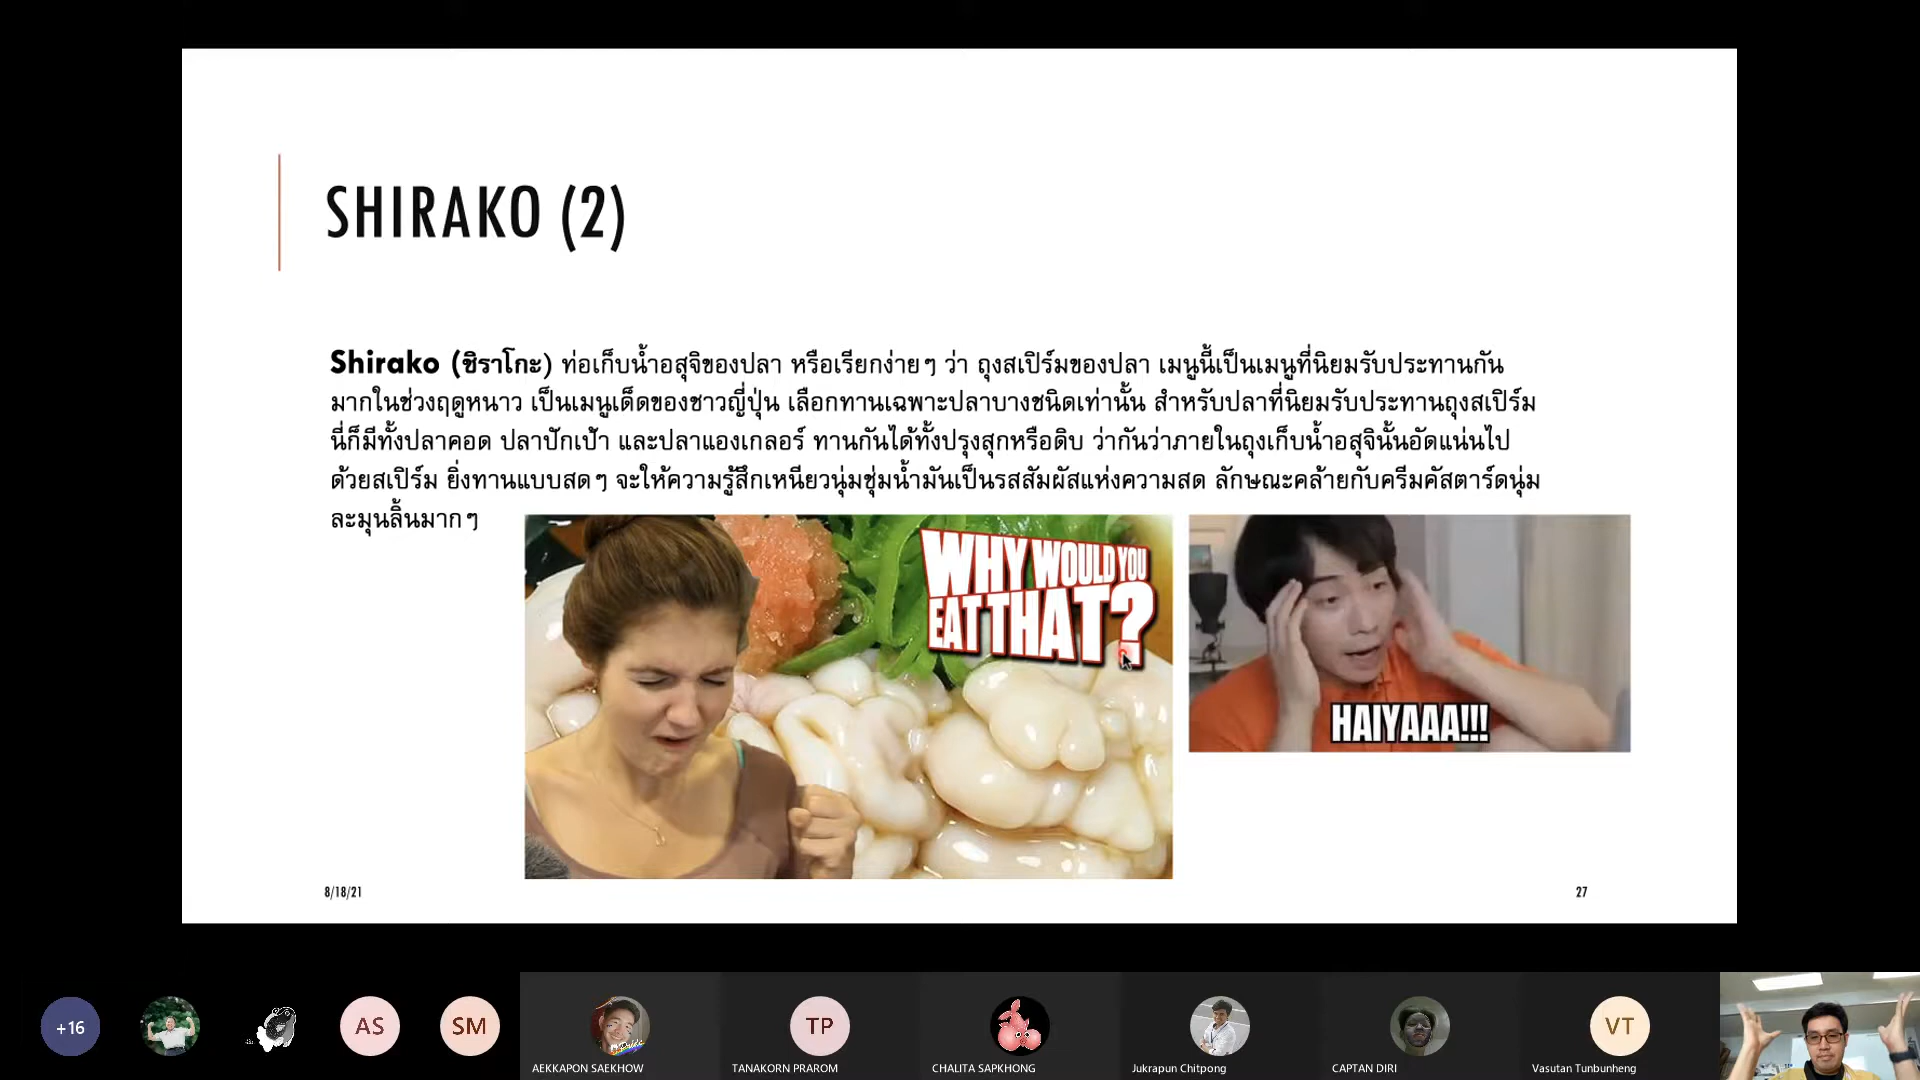 SHIRAKO (2)
Shirako (ชิราโกะ) ท่อเก็บน้ำอสุจิของปลา หรือเรียกง่ายๆ ว่า ถุงสเปิร์มของปลา เมนูนี้เป็นเมนูที่นิยมรับประทานกัน
มากในช่วงฤดูหนาว เป็นเมนูเด็ดของชาวญี่ปุ่น เลือกทานเฉพาะปลาบางชนิดเท่านั้น สำหรับปลาที่นิยมรับประทานถุงสเปิร์ม
นี่ก็มีทั้งปลาคอด ปลาปักเป้า และปลาแองเกลอร์ ทานกันได้ทั้งปรุงสุกหรือดิบ ว่ากันว่าภายในถุงเก็บน้ำอสุจินั้นอัดแน่นไป
ด้วยสเปิร์ม ยิ่งทานแบบสดๆ จะให้ความรู้สึกเหนียวนุ่มชุ่มน้ำมันเป็นรสสัมผัสแห่งความสด ลักษณะคล้ายกับครีมคัสตาร์ดนุ่ม
ละมุนลิ้นมากๆ
WHY WOULD YOU
EAT THAT?
HAIYAAA!!!
8/18/21
27
+16
AS
SM
TP
VT
AEKKAPON SAEKHOW
TANAKORN PRAROM
CHALITA SAPKHONG
Jukrapun Chitpong
CAPTAN DIRI
Vasutan Tunbunheng